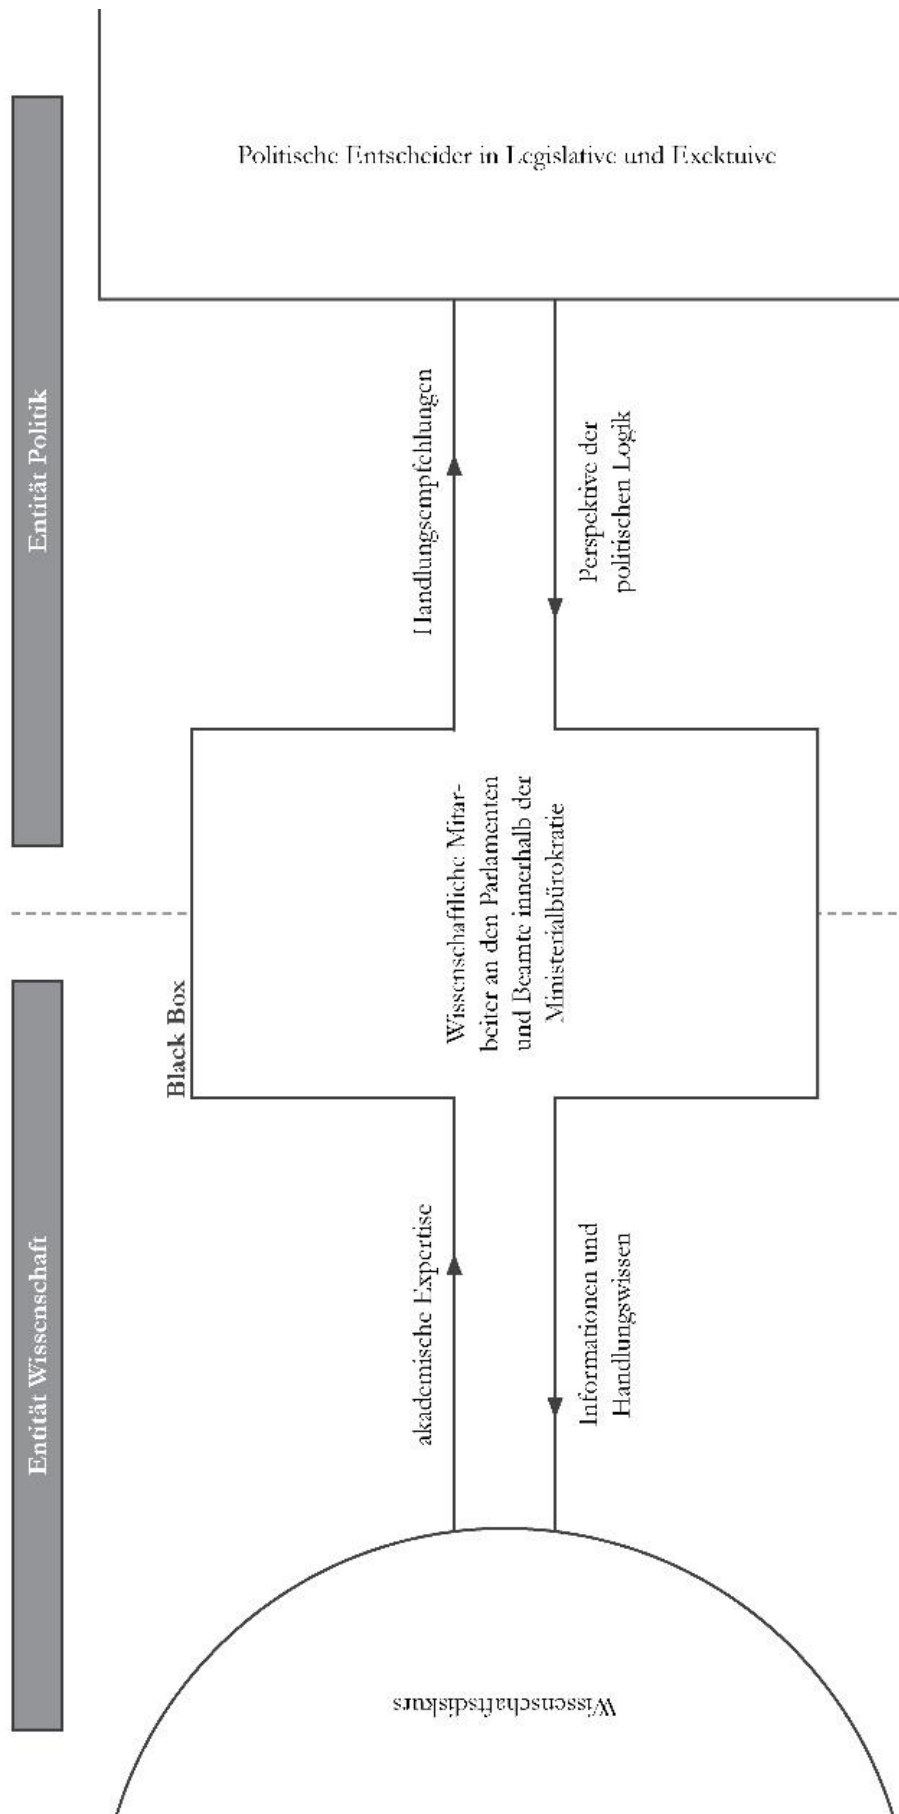 Entität Wissenschaft
Entität Politik
Black Box
Wissenschaftsdiskurs
akademische Expertise
Informationen und
Handlungswissen
Wissenschaftliche Mitar-
beiter an den Parlamenten
und Beamte innerhalb der
Ministerialbürokratie
Handlungsempfehlungen
Perspektive der
politischen Logik
Politische Entscheider in Legislative und Exektuive